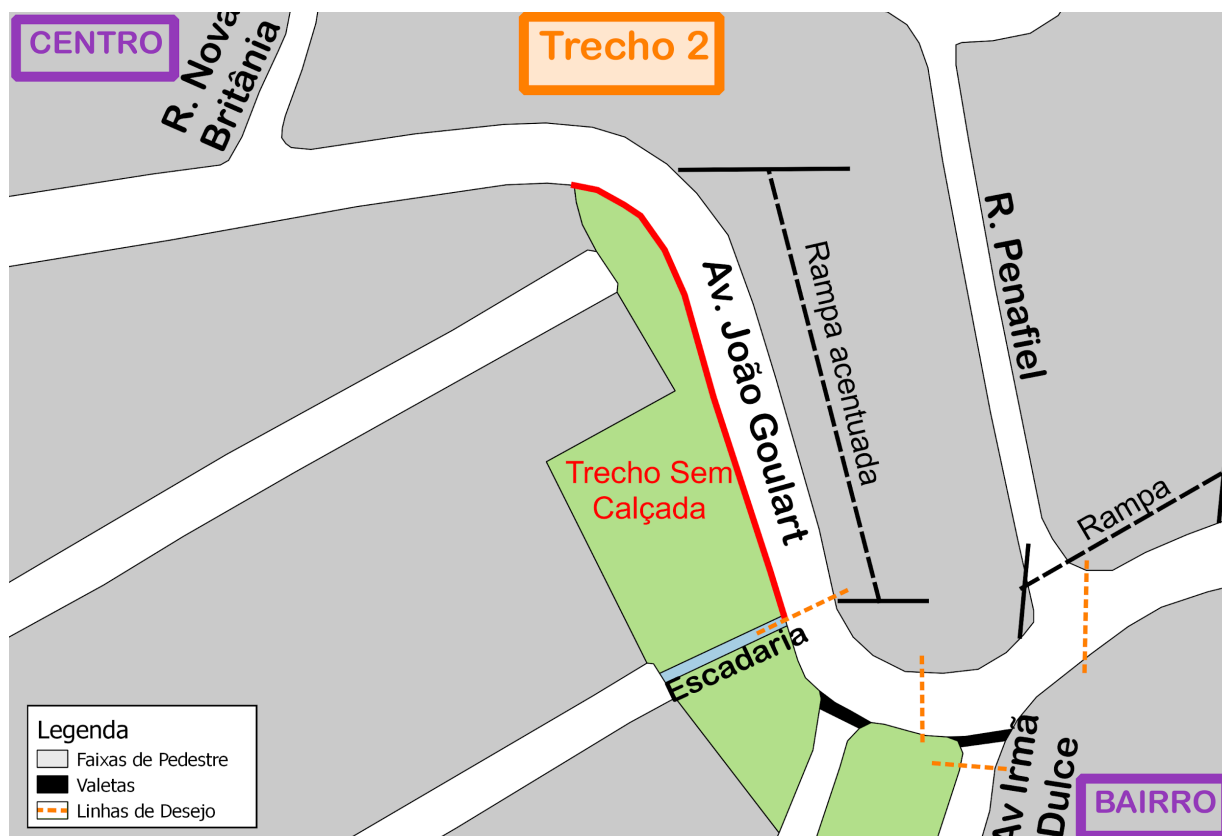 CENTRO
Trecho 2
R. Nova
Britânia
Av. João Goulart
Rampa acentuada
R. Penafiel
Trecho Sem
Calçada
Rampa
Escadaria
Av Irmã
Dulce
BAIRRO
Legenda
Faixas de Pedestre
Valetas
Linhas de Desejo